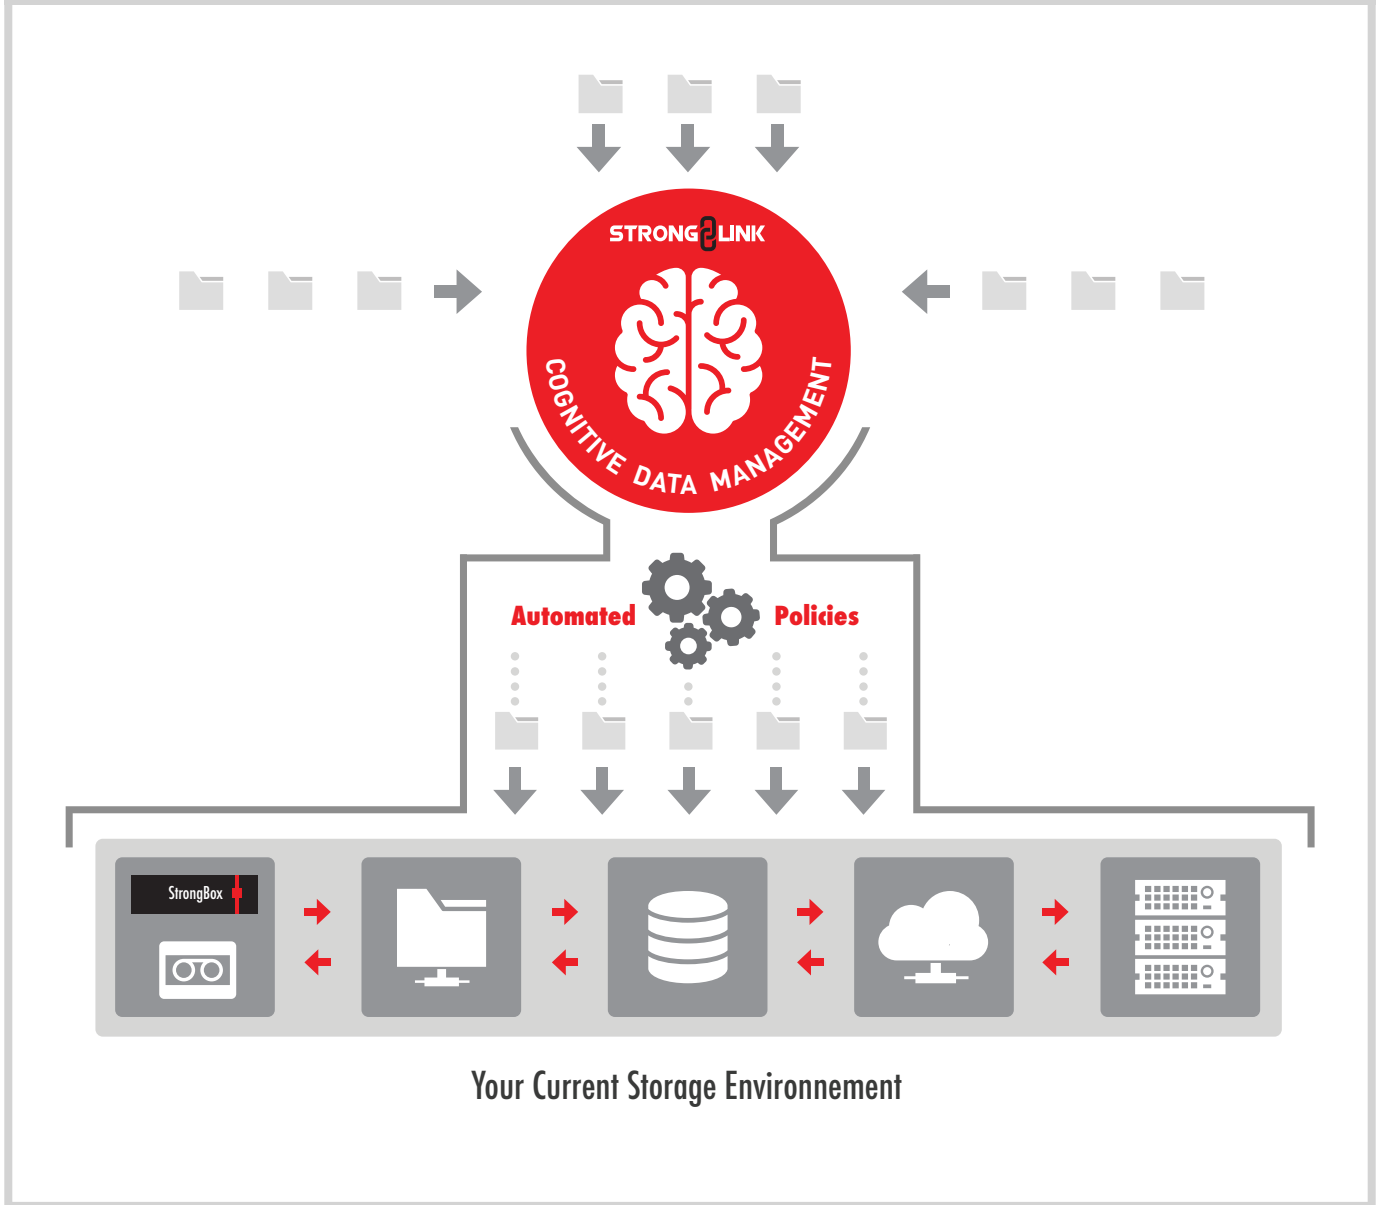 STRONG LINK
COGNITIVE DATA MANAGEMENT
Automated Policies
StrongBox
Your Current Storage Environnement